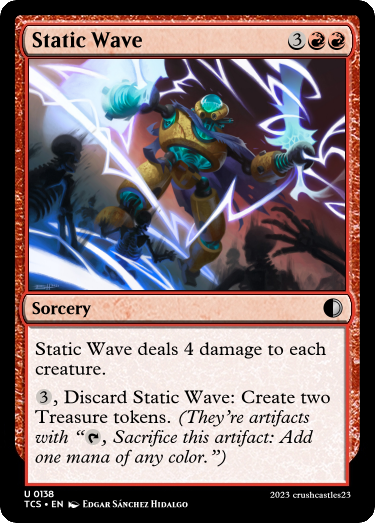 Static Wave 3
Sorcery
Static Wave deals 4 damage to each
creature.
3, Discard Static Wave: Create two
Treasure tokens. (They’re artifacts
with “, Sacrifice this artifact: Add
one mana of any color.”)
U 0138
TCS • EN Edgar Sánchez Hidalgo
2023 crushcastles23